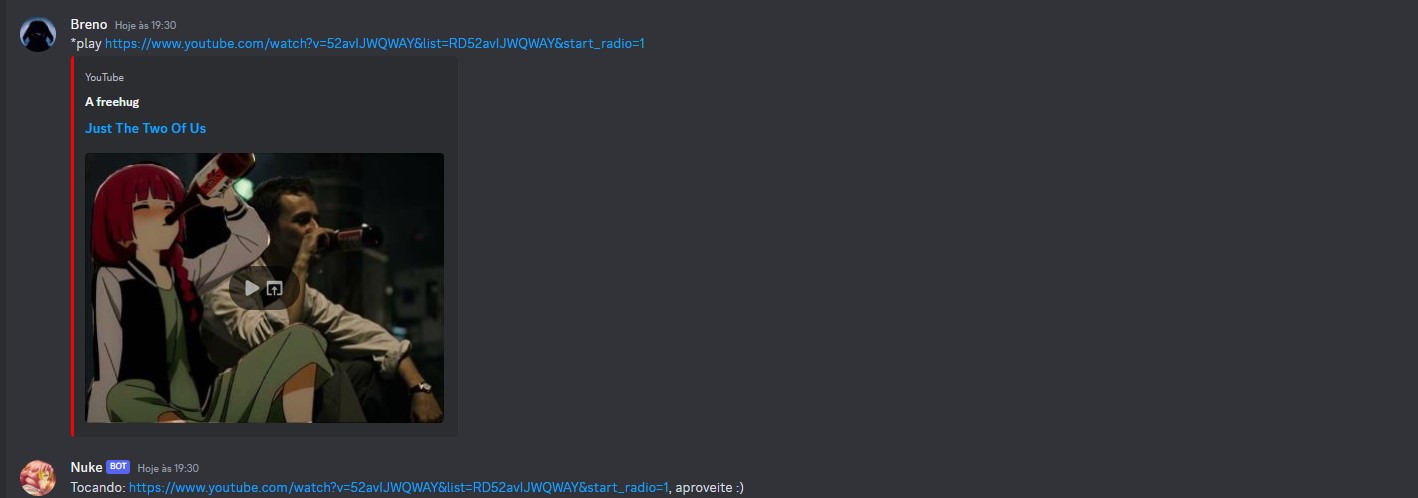 Breno Hoje às 19:30
*play https://www.youtube.com/watch?v=52avIJWQWAY&list=RD52avIJWQWAY&start_radio=1
YouTube
A freehug
Just The Two Of Us
Nuke BOT Hoje às 19:30
Tocando: https://www.youtube.com/watch?v=52avIJWQWAY&list=RD52avIJWQWAY&start_radio=1, aproveite :)